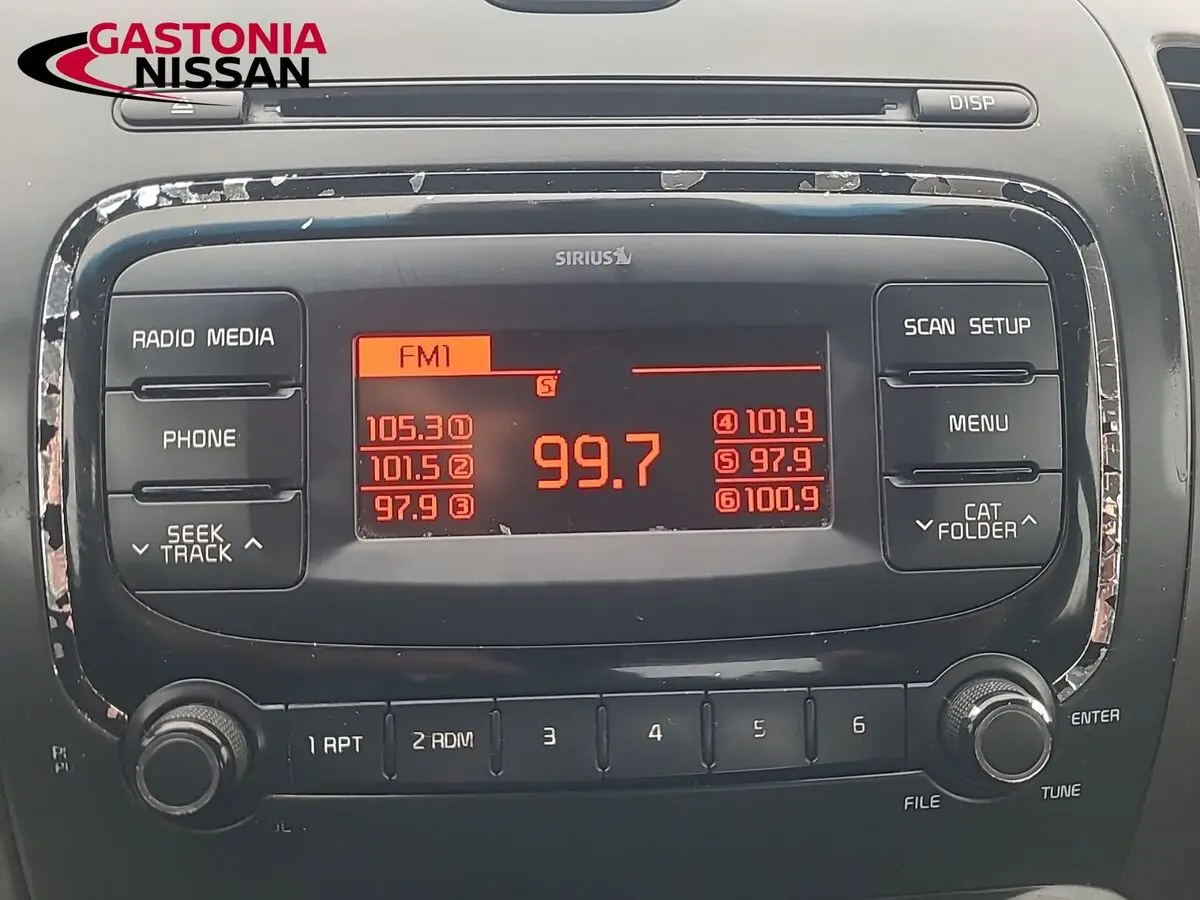 GASTONIA
NISSAN
DISP
SIRIUS
RADIO MEDIA
SCAN SETUP
FM1
S
PHONE
MENU
105.3 1
4 101.9
99.7
101.5 2
5 97.9
97.9 3
6 100.9
SEEK
TRACK
CAT
FOLDER
1 RPT
2 RDM
3
4
5
6
ENTER
FILE
TUNE